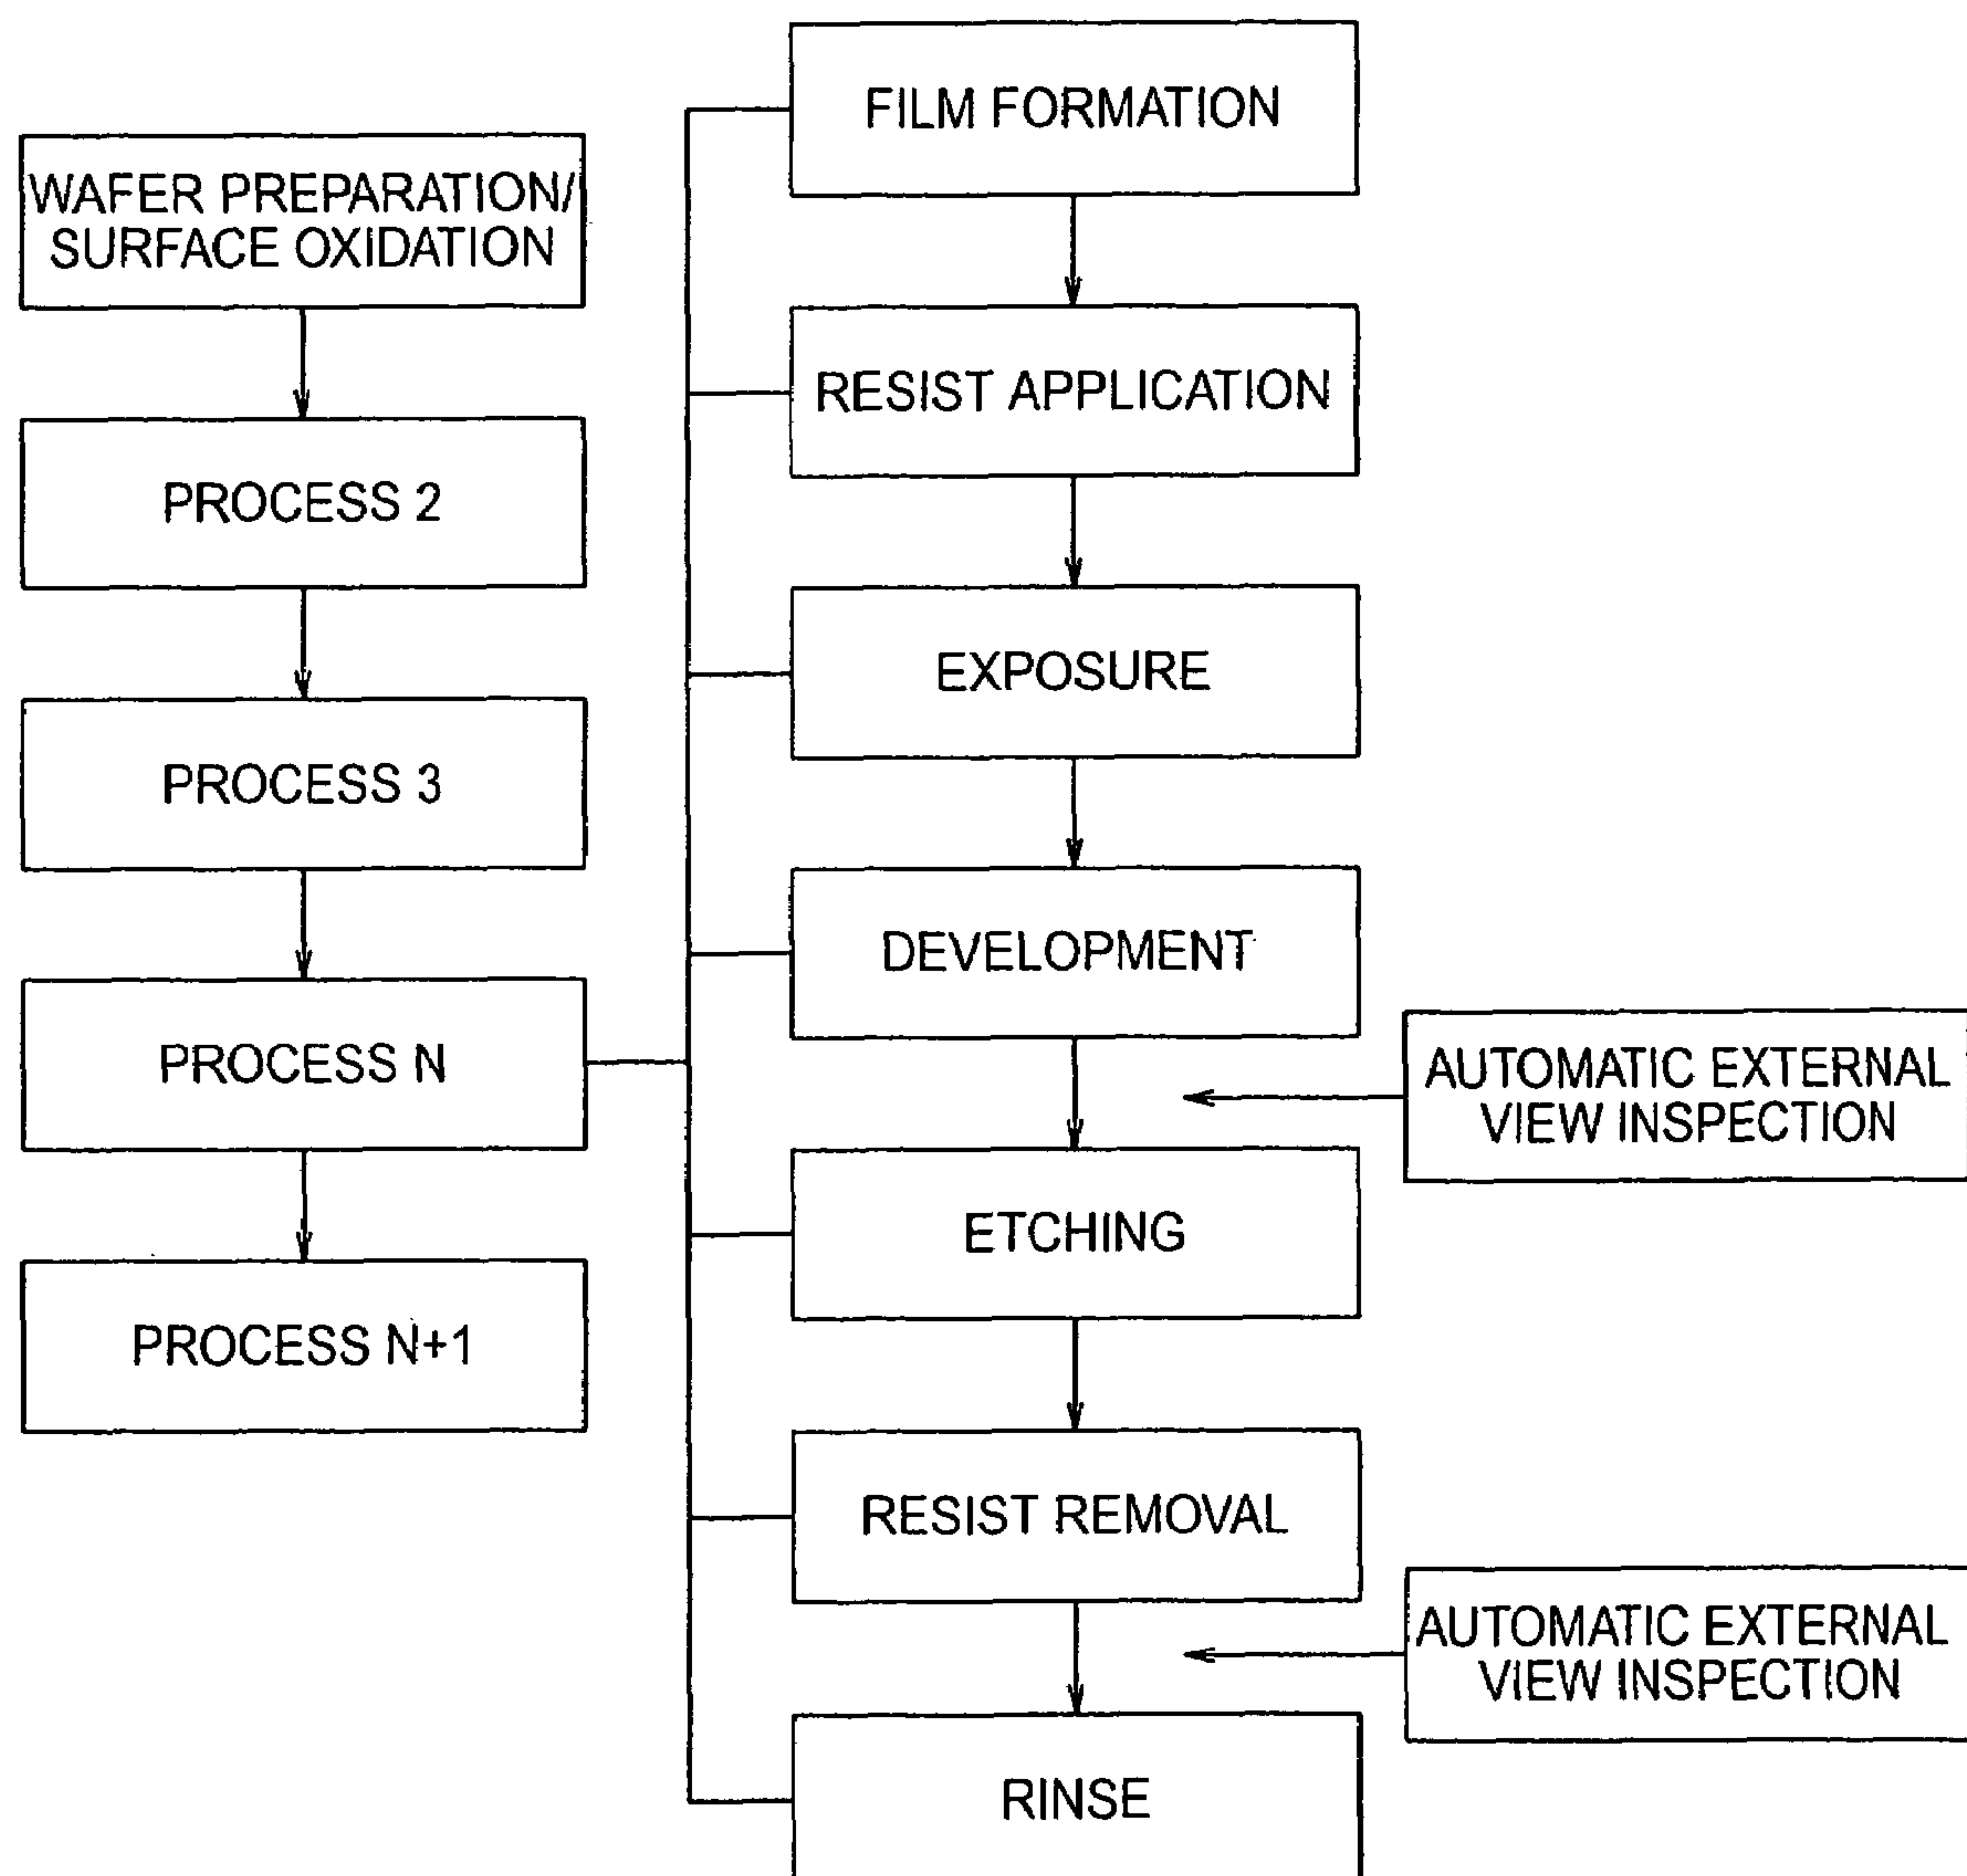 WAFER PREPARATION/
SURFACE OXIDATION
PROCESS 2
PROCESS 3
PROCESS N
PROCESS N+1
FILM FORMATION
RESIST APPLICATION
EXPOSURE
DEVELOPMENT
ETCHING
RESIST REMOVAL
RINSE
AUTOMATIC EXTERNAL
VIEW INSPECTION
AUTOMATIC EXTERNAL
VIEW INSPECTION